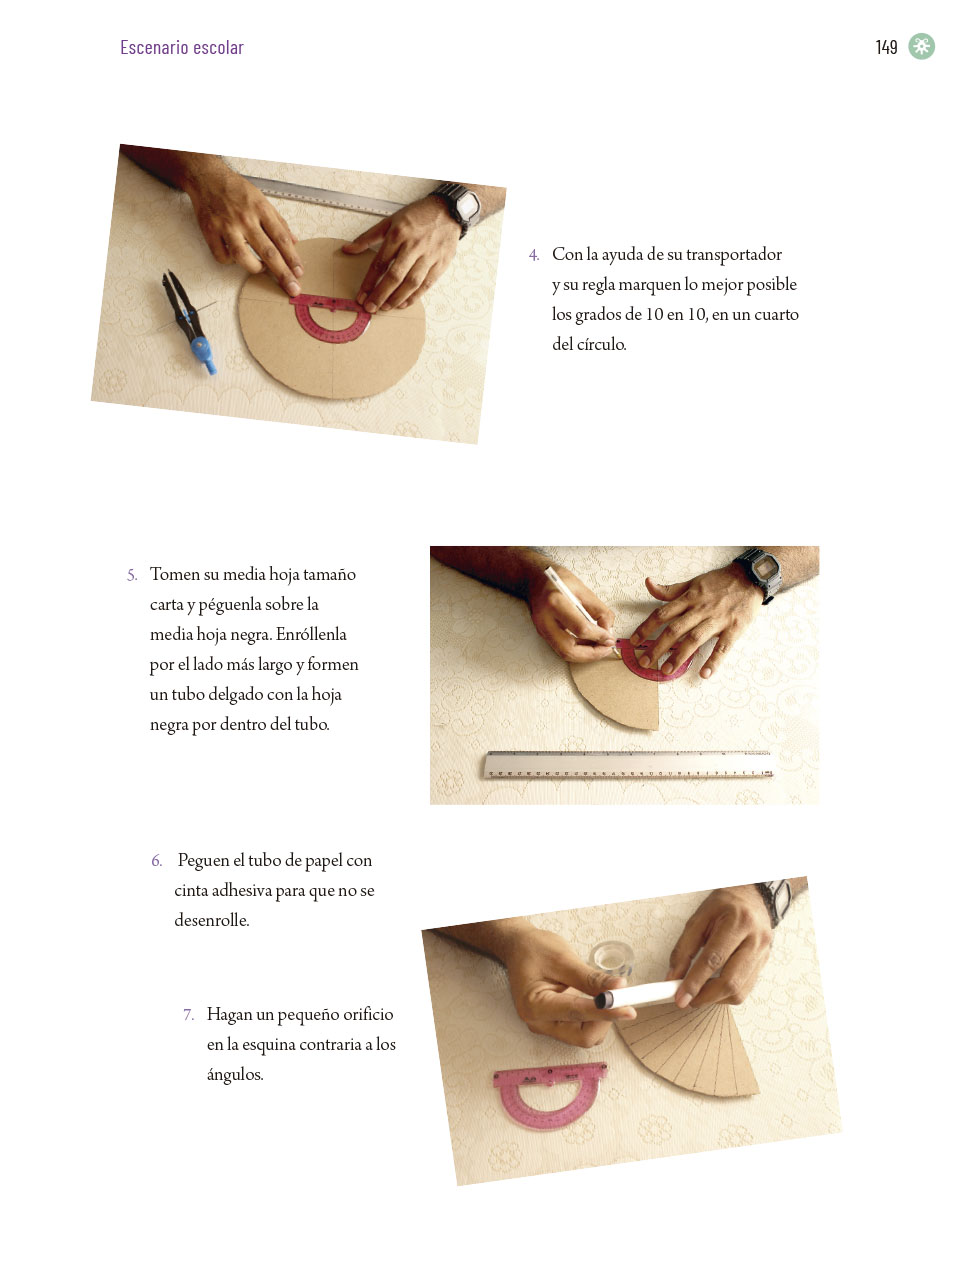 Escenario escolar
149
4. Con la ayuda de su transportador
y su regla marquen lo mejor posible
los grados de 10 en 10, en un cuarto
del círculo.
5. Tomen su media hoja tamaño
carta y péguenla sobre la
media hoja negra. Enróllenla
por el lado más largo y formen
un tubo delgado con la hoja
negra por dentro del tubo.
6. Peguen el tubo de papel con
cinta adhesiva para que no se
desenrolle.
7. Hagan un pequeño orificio
en la esquina contraria a los
ángulos.